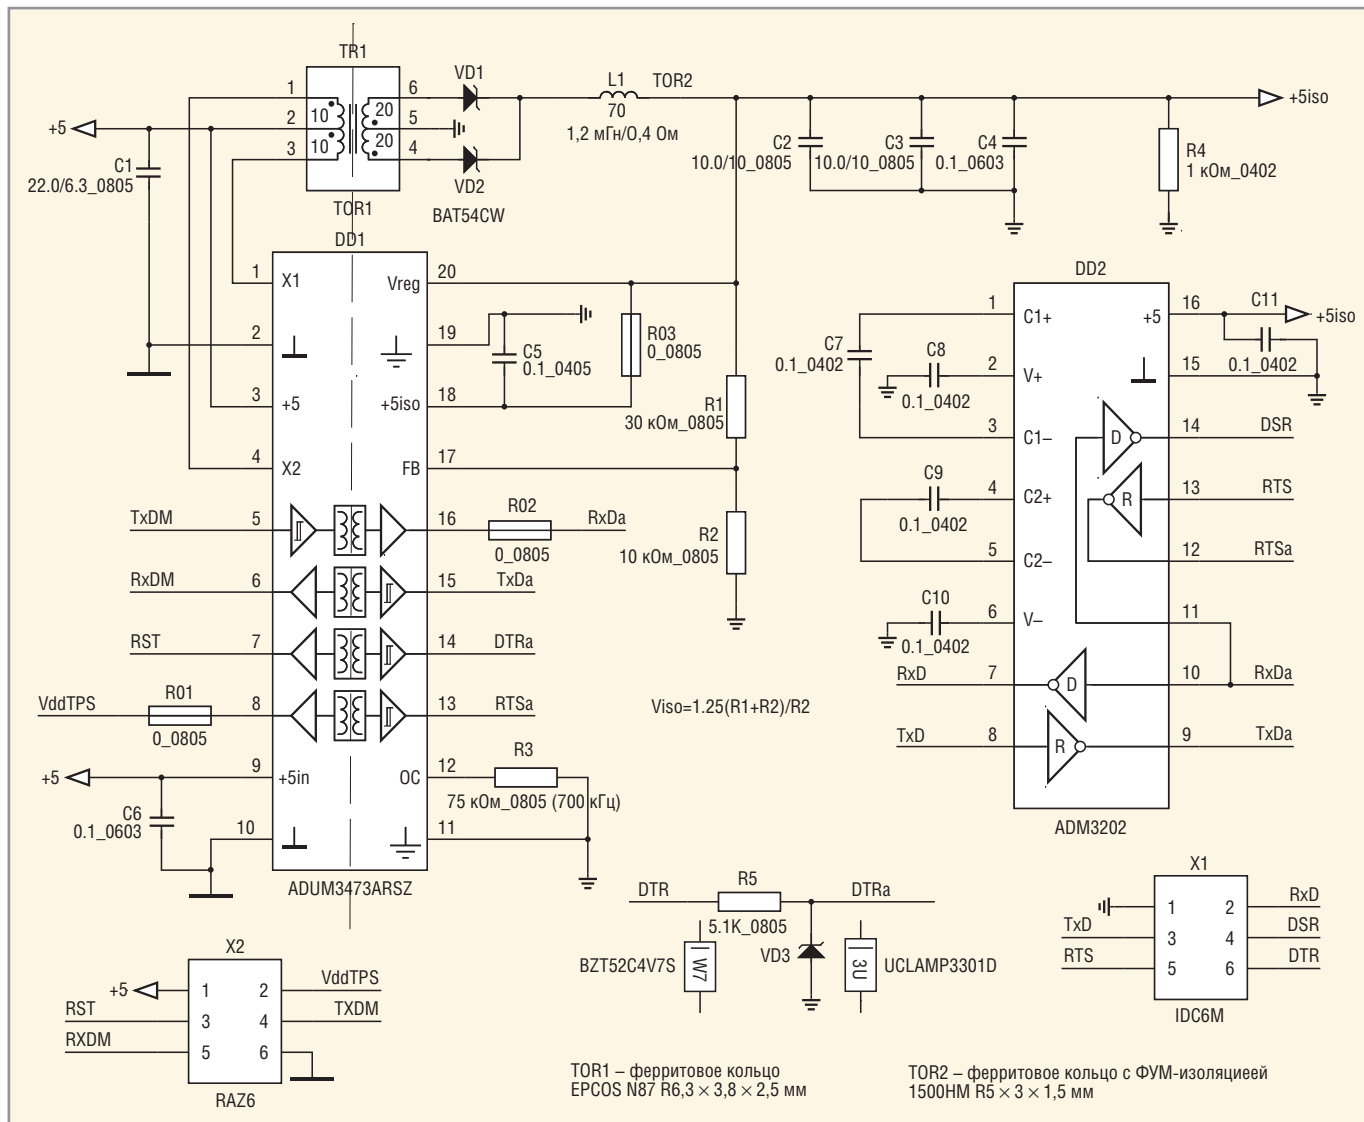 TR1
1
2
3
10
10
20
20
6
5
4
TOR1
+5
C1
22.0/6.3_0805
VD1
VD2
BAT54CW
L1
70
1,2 мГн/0,4 Ом
TOR2
C2
10.0/10_0805
C3
10.0/10_0805
C4
0.1_0603
R4
1 кОм_0402
+5iso
DD1
1
X1
Vreg
20
2
19
3
+5
+5iso
18
4
X2
FB
17
C5
0.1_0405
R03
0_0805
R1
30 кОм_0805
R2
10 кОм_0805
TxDM
5
16
R02
0_0805
RxDa
RxDM
6
15
TxDa
RST
7
14
DTRa
VddTPS
R01
0_0805
8
13
RTSa
+5
9
+5in
OC
12
R3
75 кОм_0805 (700 кГц)
C6
0.1_0603
10
11
ADUM3473ARSZ
Viso=1.25(R1+R2)/R2
DD2
1
C1+
+5
16
C11
+5iso
0.1_0402
C7
0.1_0402
C8
0.1_0402
2
V+
15
3
C1–
D
14
DSR
C9
0.1_0402
4
C2+
R
13
RTS
5
C2–
12
RTSa
C10
0.1_0402
6
V–
11
RxD
7
D
10
RxDa
TxD
8
R
9
TxDa
ADM3202
DTR
R5
5.1K_0805
DTRa
BZT52C4V7S
W7
VD3
3U
UCLAMP3301D
X1
1
2
RxD
TxD
3
4
DSR
RTS
5
6
DTR
IDC6M
X2
+5
1
2
VddTPS
RST
3
4
TXDM
RXDM
5
6
RAZ6
TOR1 – ферритовое кольцо
EPCOS N87 R6,3 × 3,8 × 2,5 мм
TOR2 – ферритовое кольцо с ФУМ-изоляциеей
1500НМ R5 × 3 × 1,5 мм